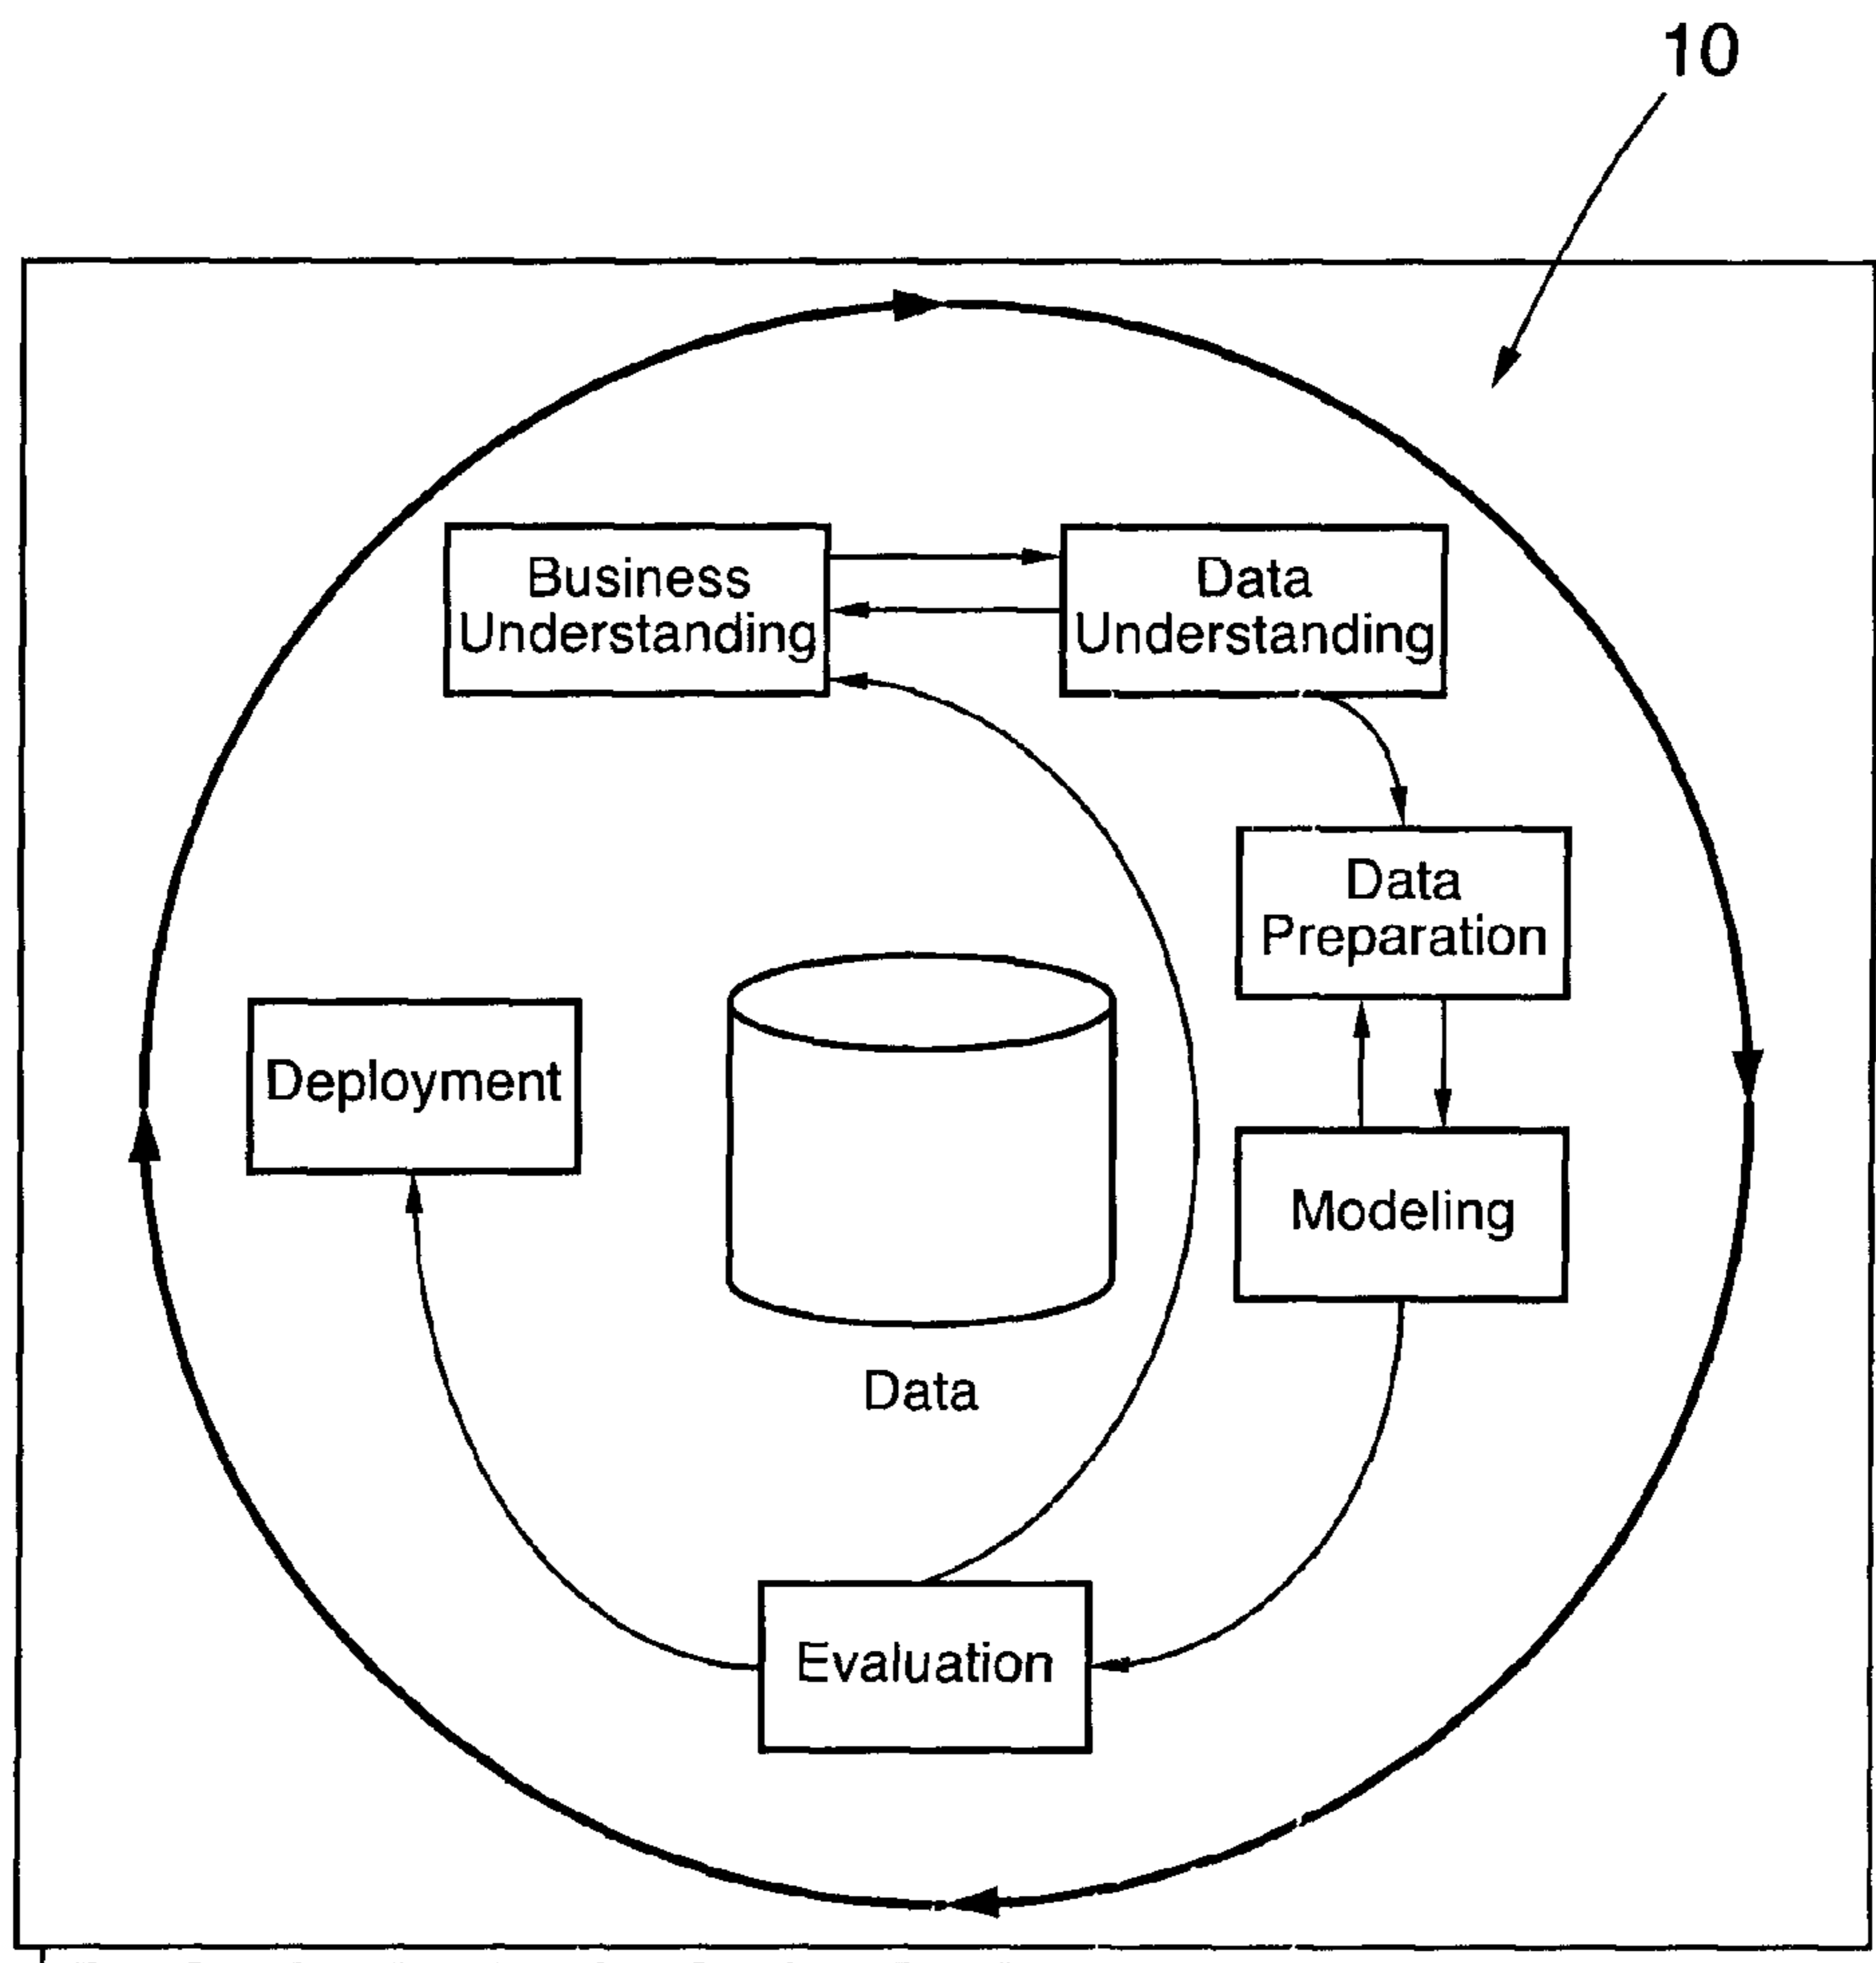 10
Business
Understanding
Data
Understanding
Data
Preparation
Deployment
Modeling
Data
Evaluation